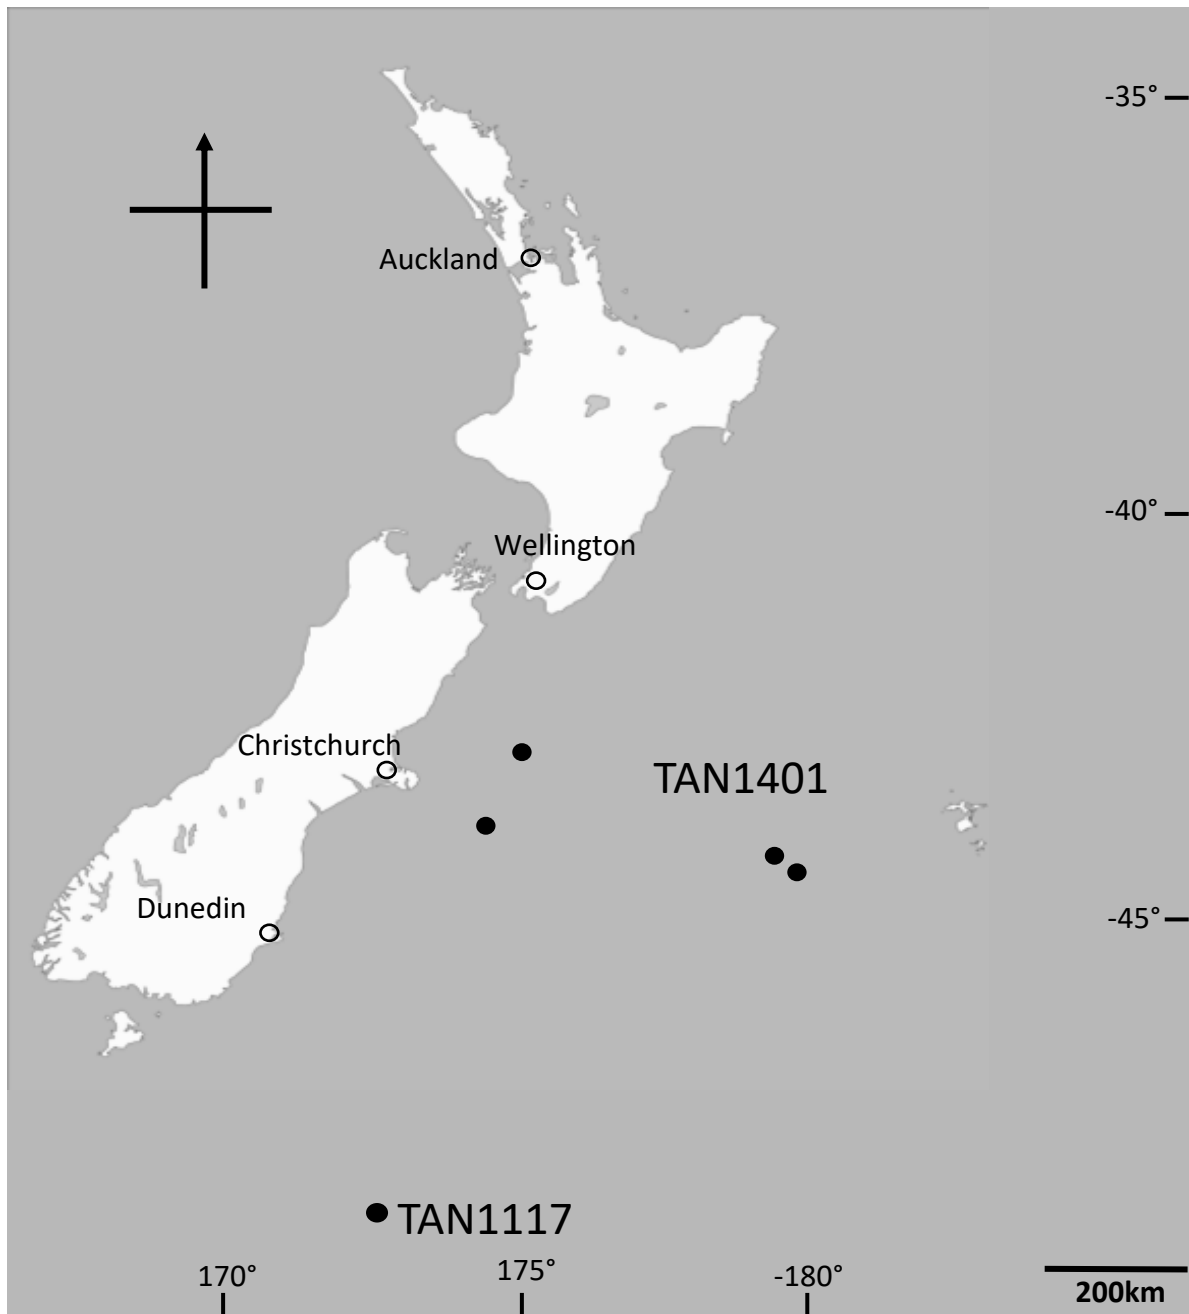 -35°
Auckland
-40°
Wellington
Christchurch
TAN1401
Dunedin
-45°
TAN1117
170°
175°
-180°
200km